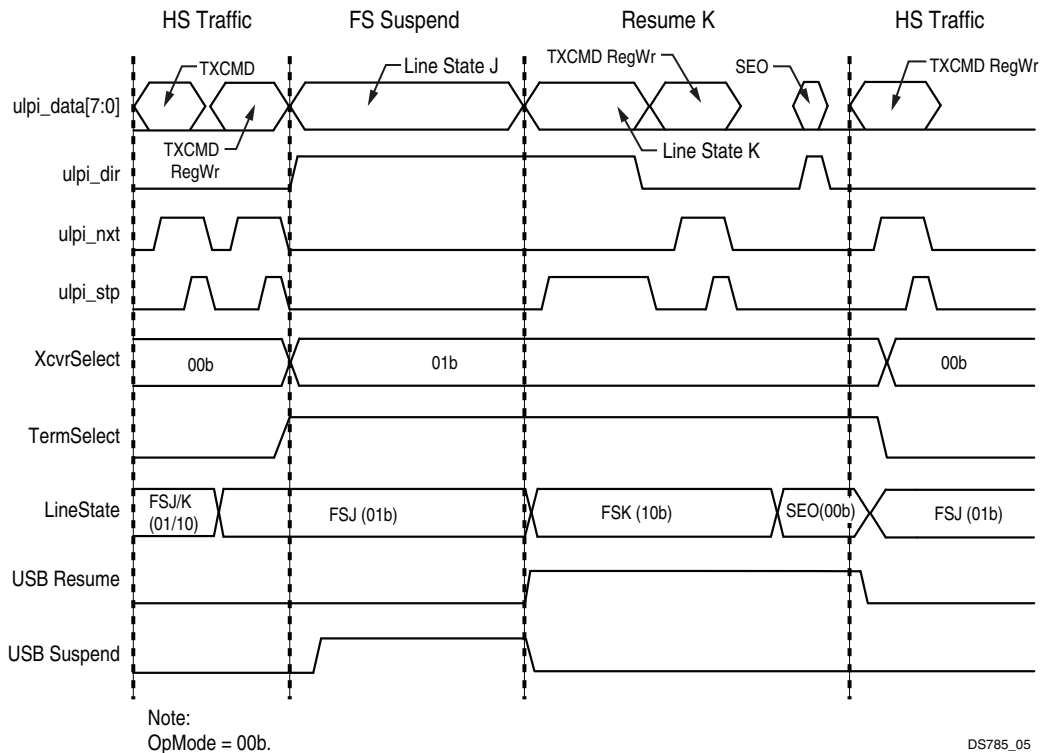 HS Traffic FS Suspend Resume K HS Traffic
TXCMD Line State J TXCMD RegWr SEO TXCMD RegWr
ulpi_data[7:0]
TXCMD
RegWr
Line State K
ulpi_dir
ulpi_nxt
ulpi_stp
XcvrSelect 00b 01b 00b
TermSelect
LineState FSJ/K
(01/10) FSJ (01b) FSK (10b) SEO(00b) FSJ (01b)
USB Resume
USB Suspend
Note:
OpMode = 00b.
DS785_05